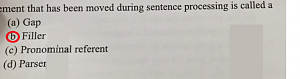 ement that has been moved during sentence processing is called a
(a) Gap
(b) Filler
(c) Pronominal referent
(d) Parser